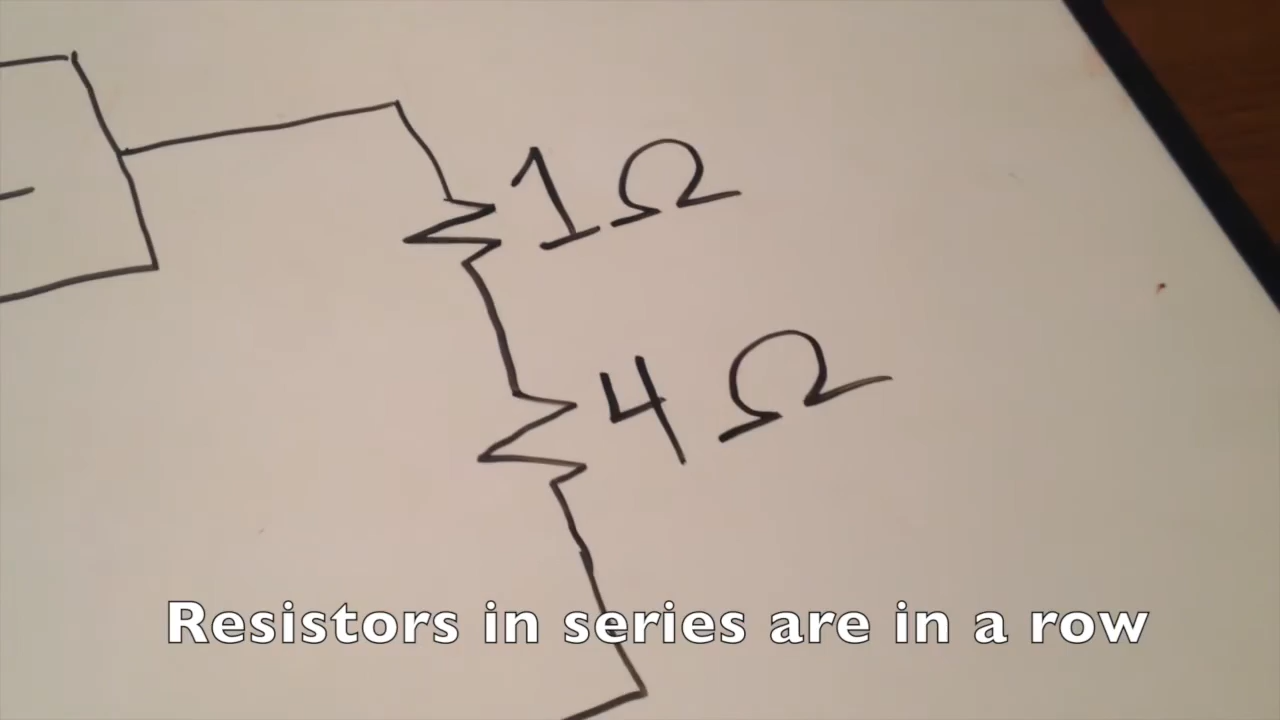 1Ω
4Ω
Resistors in series are in a row